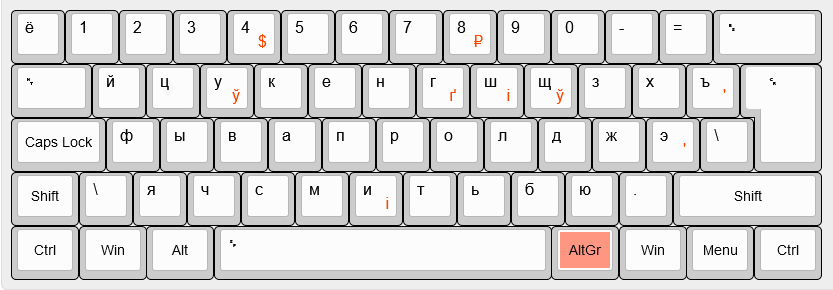 ё 1 2 3 4 $ 5 6 7 8 ₽ 9 0 - =
й ц у ў к е н г ґ ш і щ ў з х ъ '
Caps Lock ф ы в а п р о л д ж э ' \
Shift \ я ч с м и і т ь б ю . Shift
Ctrl Win Alt AltGr Win Menu Ctrl